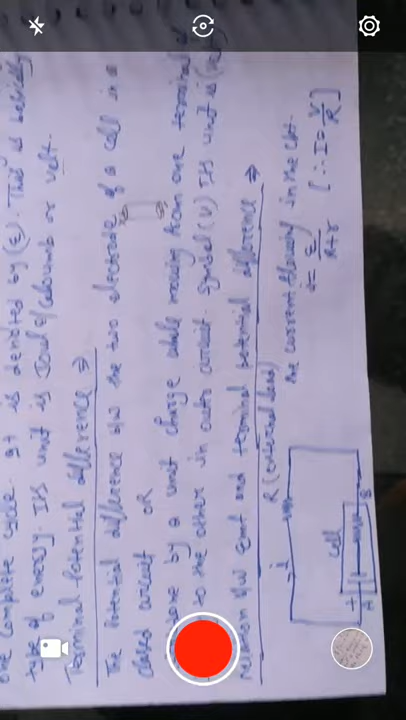 one complete cycle. It is denoted by (ε). This is basically
type of energy. Its unit is Joul/Coloumb or volt.
Terminal Potential difference ⇒
The potential difference b/w the two electrode of a cell in a
closed circuit OR
done by a unit charge while moving from one terminal
to the other in outer circuit. Symbol (V) Its unit is
relation b/w Emf and terminal potential difference ⇒
R (external load)
the current flowing in the ckt.
i = ε/R+r [∴ I = V/R]
i
Cell
+
A
B